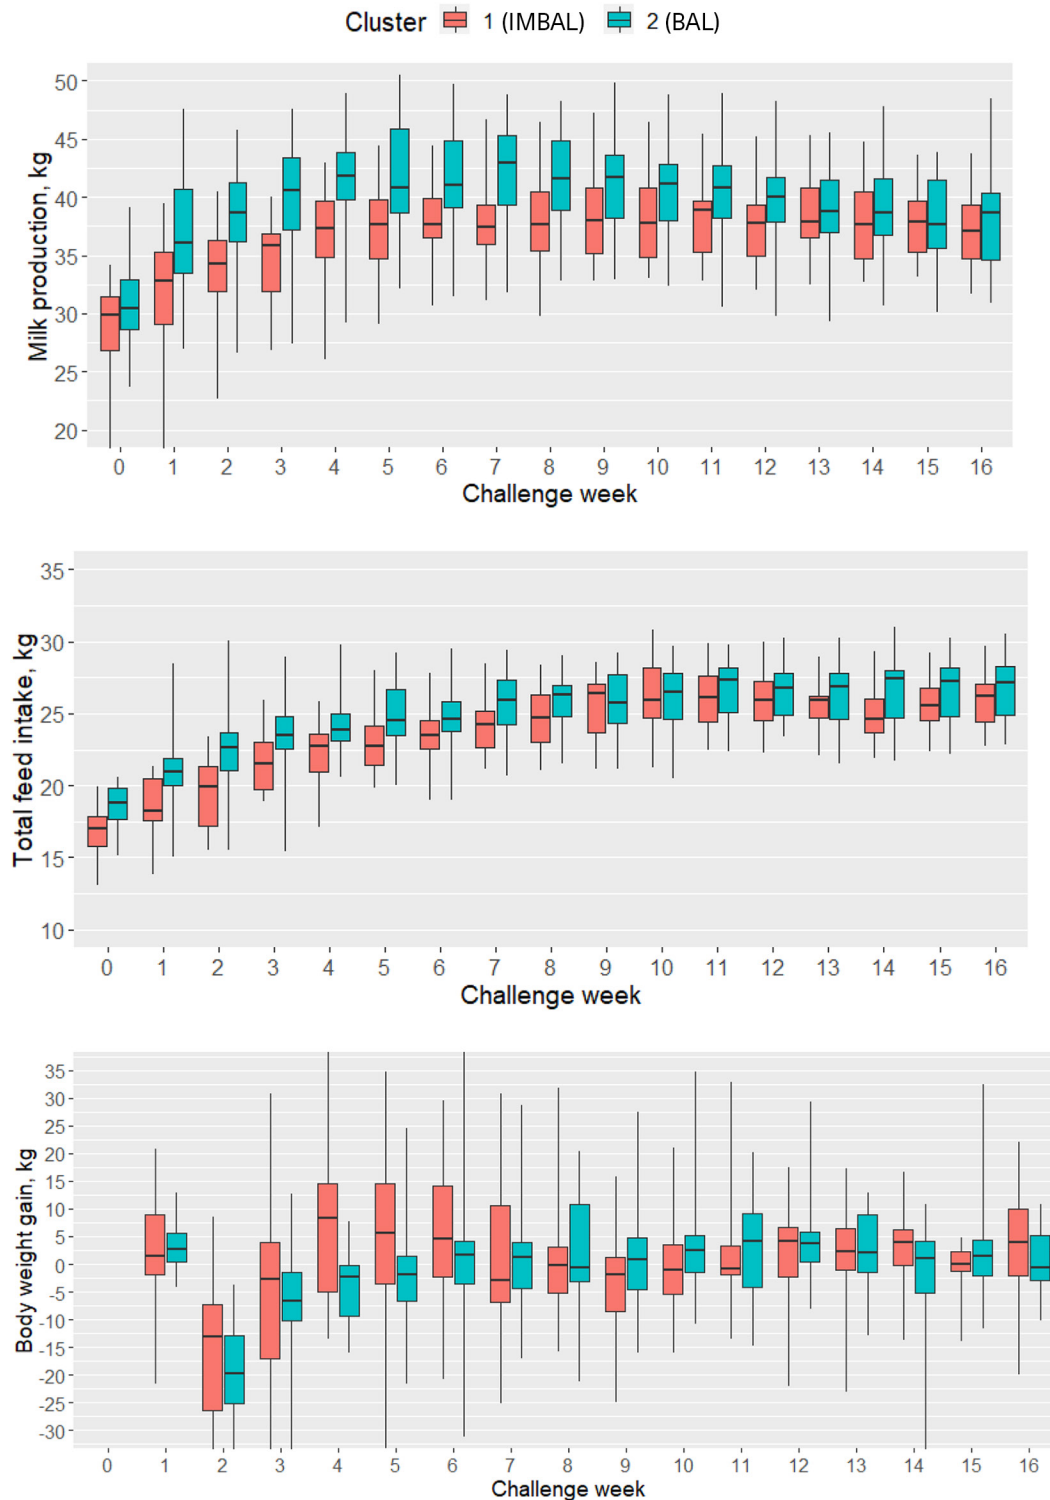 Cluster 1 (IMBAL) 2 (BAL)
Milk production, kg
50
45
40
35
30
25
20
0 1 2 3 4 5 6 7 8 9 10 11 12 13 14 15 16
Challenge week
Total feed intake, kg
35
30
25
20
15
10
0 1 2 3 4 5 6 7 8 9 10 11 12 13 14 15 16
Challenge week
Body weight gain, kg
35
30
25
20
15
10
5
0
-5
-10
-15
-20
-25
-30
0 1 2 3 4 5 6 7 8 9 10 11 12 13 14 15 16
Challenge week